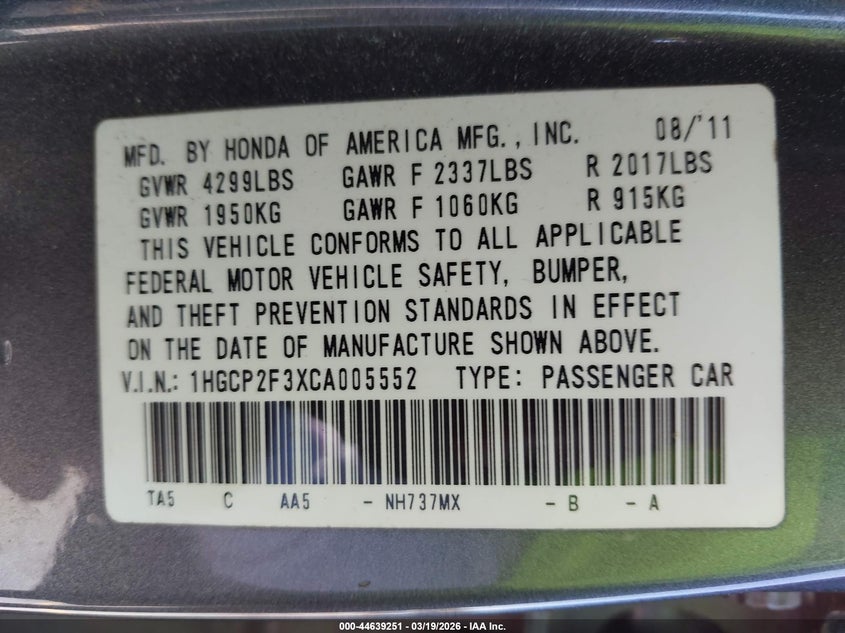 MFD. BY HONDA OF AMERICA MFG., INC. 08/'11
GVWR 4299LBS GAWR F 2337LBS R 2017LBS
GVWR 1950KG GAWR F 1060KG R 915KG
THIS VEHICLE CONFORMS TO ALL APPLICABLE
FEDERAL MOTOR VEHICLE SAFETY, BUMPER,
AND THEFT PREVENTION STANDARDS IN EFFECT
ON THE DATE OF MANUFACTURE SHOWN ABOVE.
V.I.N.: 1HGCP2F3XCA005552 TYPE: PASSENGER CAR
TA5 C AA5 - NH737MX - B - A
000-44639251 - 03/19/2026 - IAA Inc.